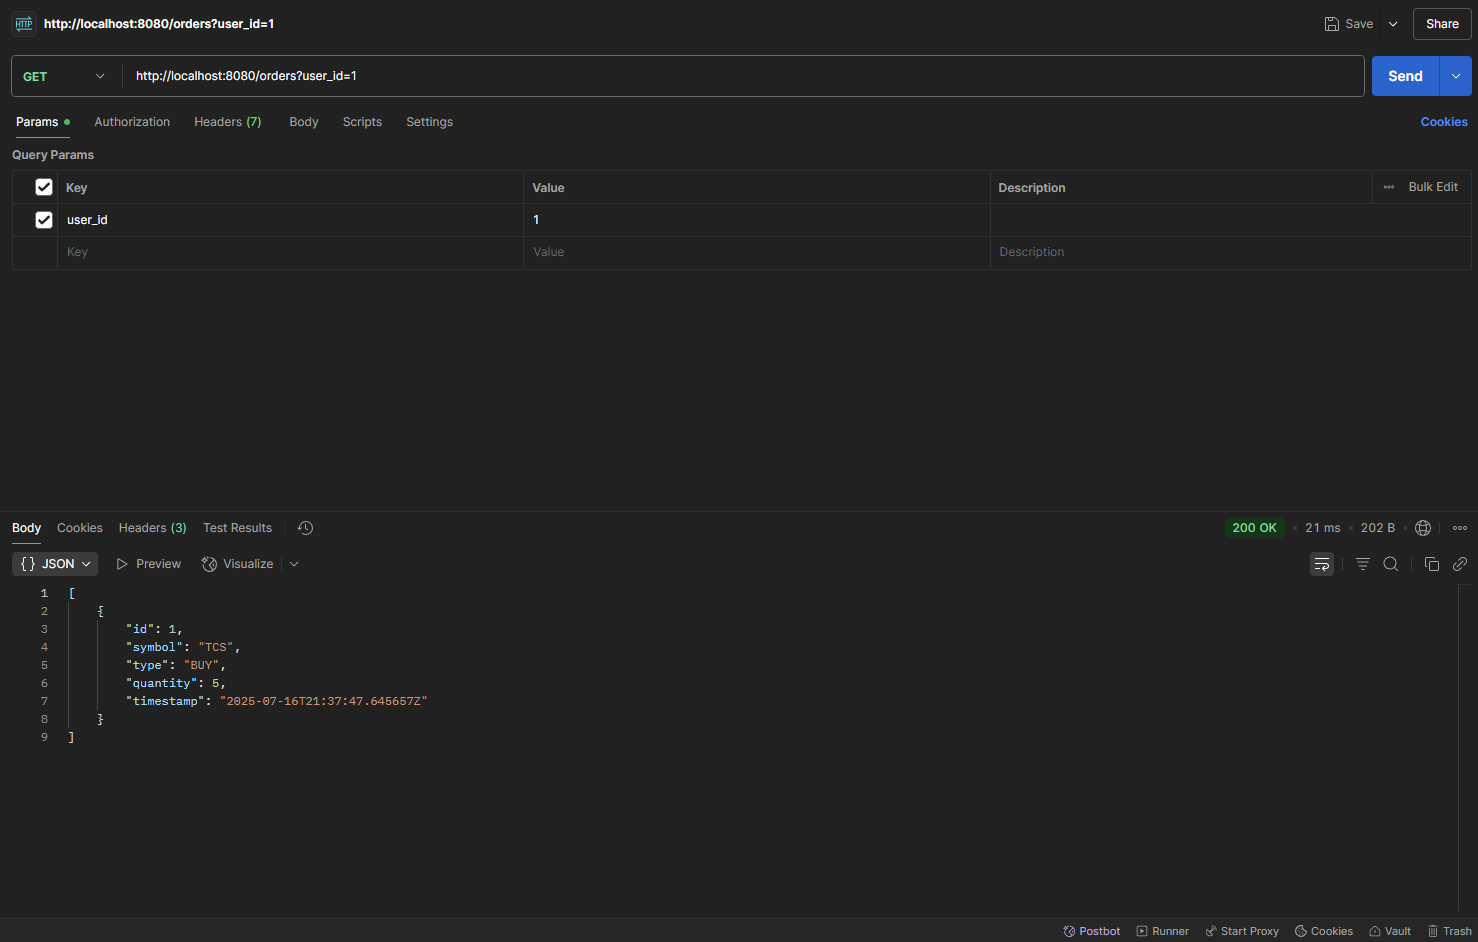 HTTP http://localhost:8080/orders?user_id=1 Save Share
GET http://localhost:8080/orders?user_id=1 Send
Params Authorization Headers (7) Body Scripts Settings Cookies
Query Params
Key Value Description Bulk Edit
user_id 1
Key Value Description
Body Cookies Headers (3) Test Results 200 OK 21 ms 202 B
{} JSON Preview Visualize
1 [
2 {
3 "id": 1,
4 "symbol": "TCS",
5 "type": "BUY",
6 "quantity": 5,
7 "timestamp": "2025-07-16T21:37:47.645657Z"
8 }
9 ]
Postbot Runner Start Proxy Cookies Vault Trash